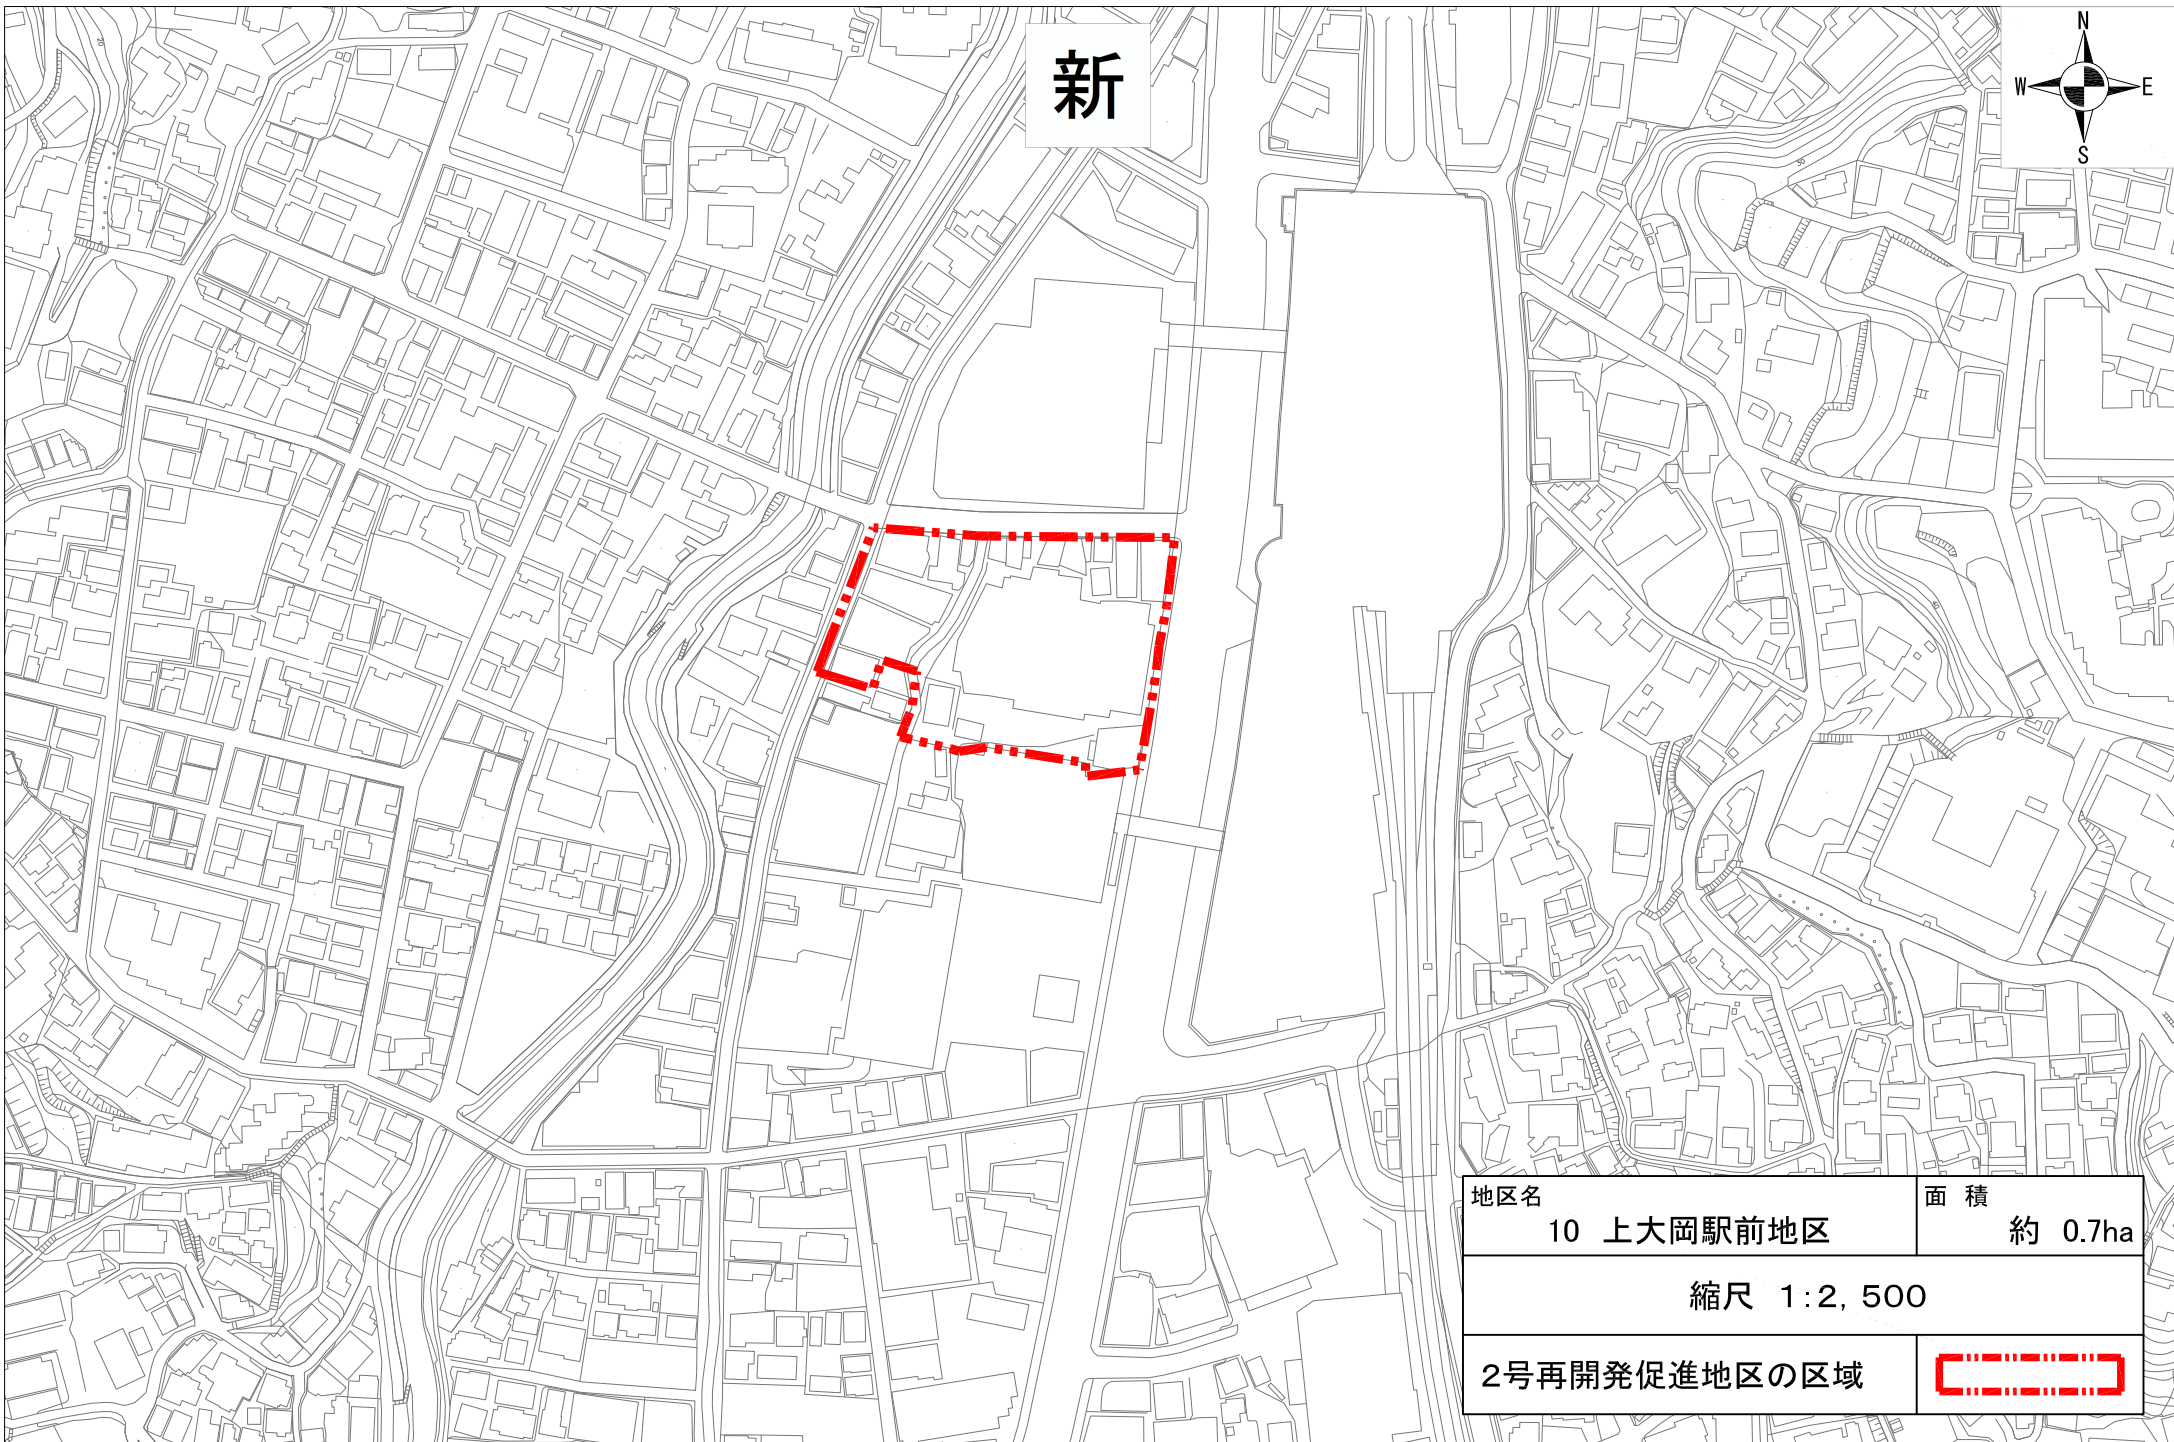 新
N
W E
S
地区名
10 上大岡駅前地区
面 積
約 0.7ha
縮尺 1:2,500
2号再開発促進地区の区域